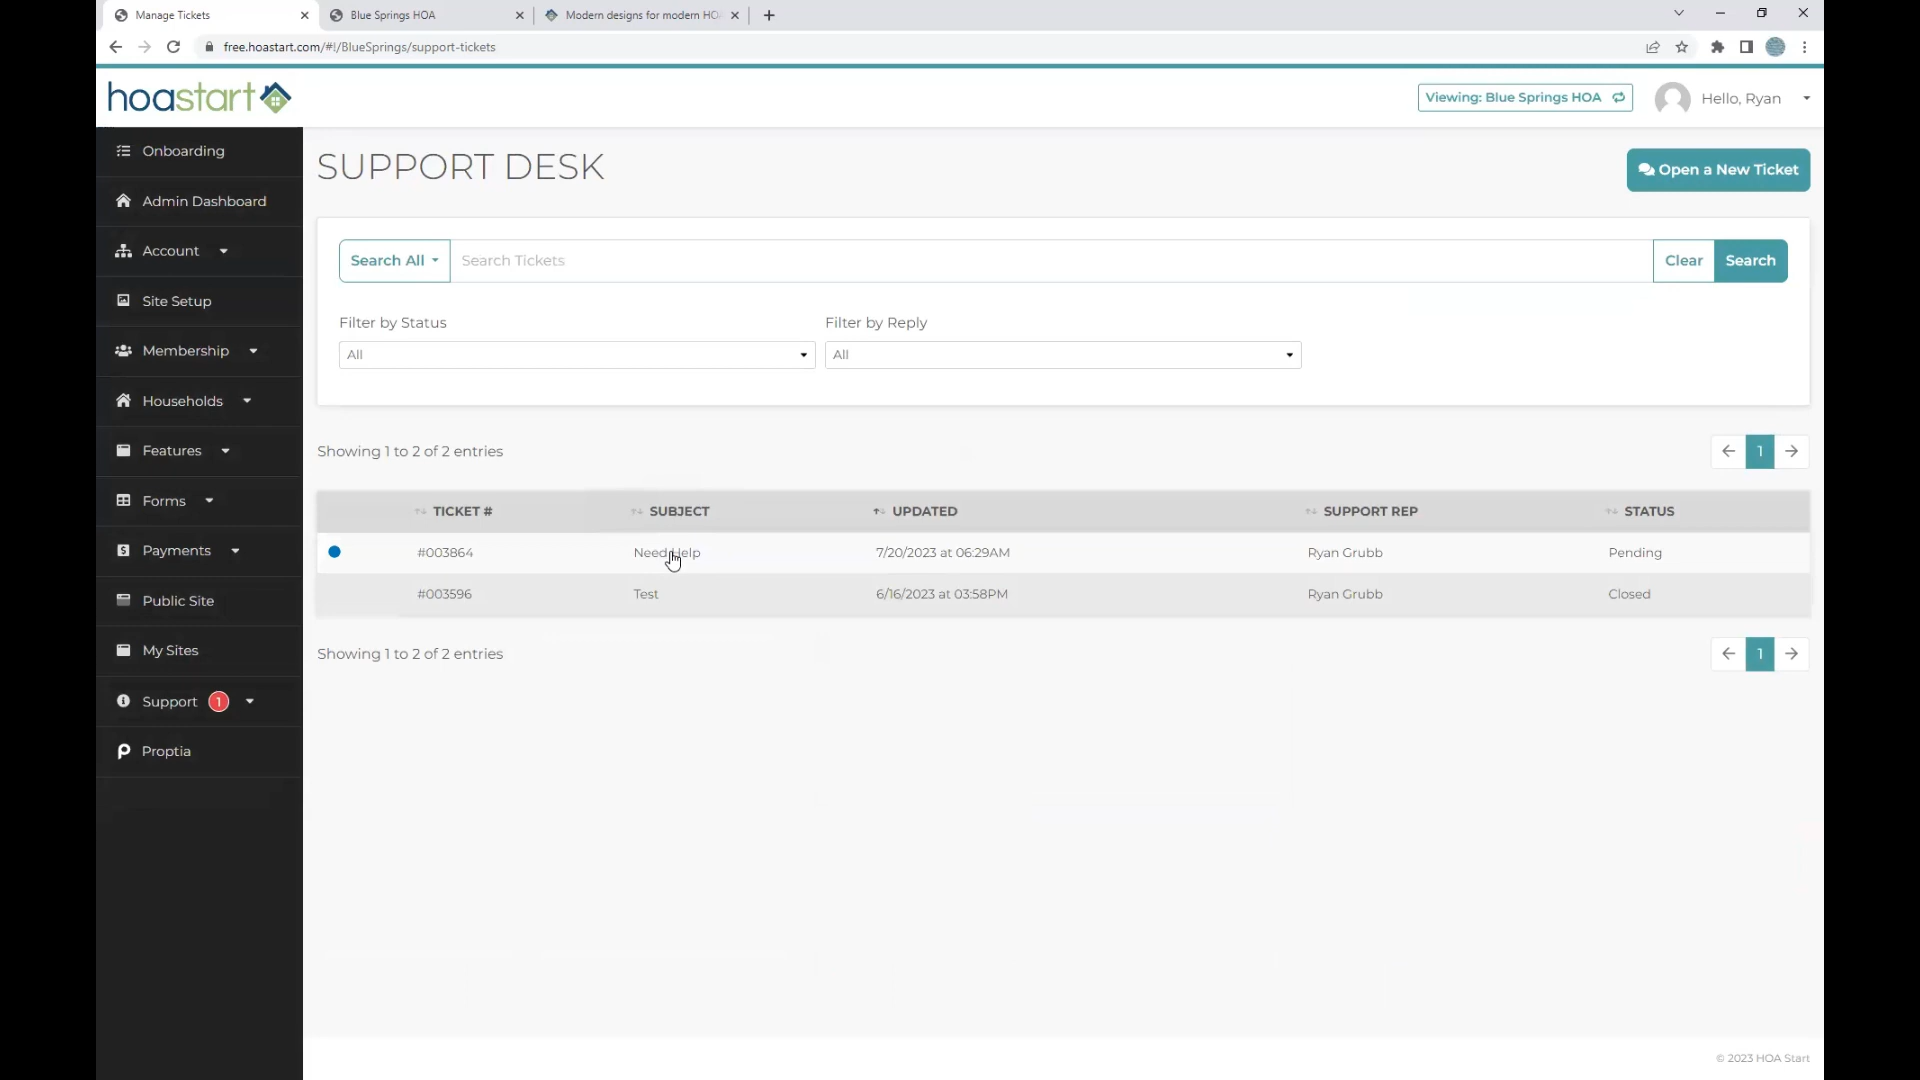 Manage Tickets
Blue Springs HOA
Modern designs for modern HO
free.hoastart.com/#!/BlueSprings/support-tickets
hoastart
Viewing: Blue Springs HOA
Hello, Ryan
Onboarding
Admin Dashboard
Account
Site Setup
Membership
Households
Features
Forms
Payments
Public Site
My Sites
Support 1
Proptia
SUPPORT DESK
Open a New Ticket
Search All Search Tickets Clear Search
Filter by Status Filter by Reply
All All
Showing 1 to 2 of 2 entries 1
TICKET # SUBJECT UPDATED SUPPORT REP STATUS
#003864 Need Help 7/20/2023 at 06:29AM Ryan Grubb Pending
#003596 Test 6/16/2023 at 03:58PM Ryan Grubb Closed
Showing 1 to 2 of 2 entries 1
© 2023 HOA Start